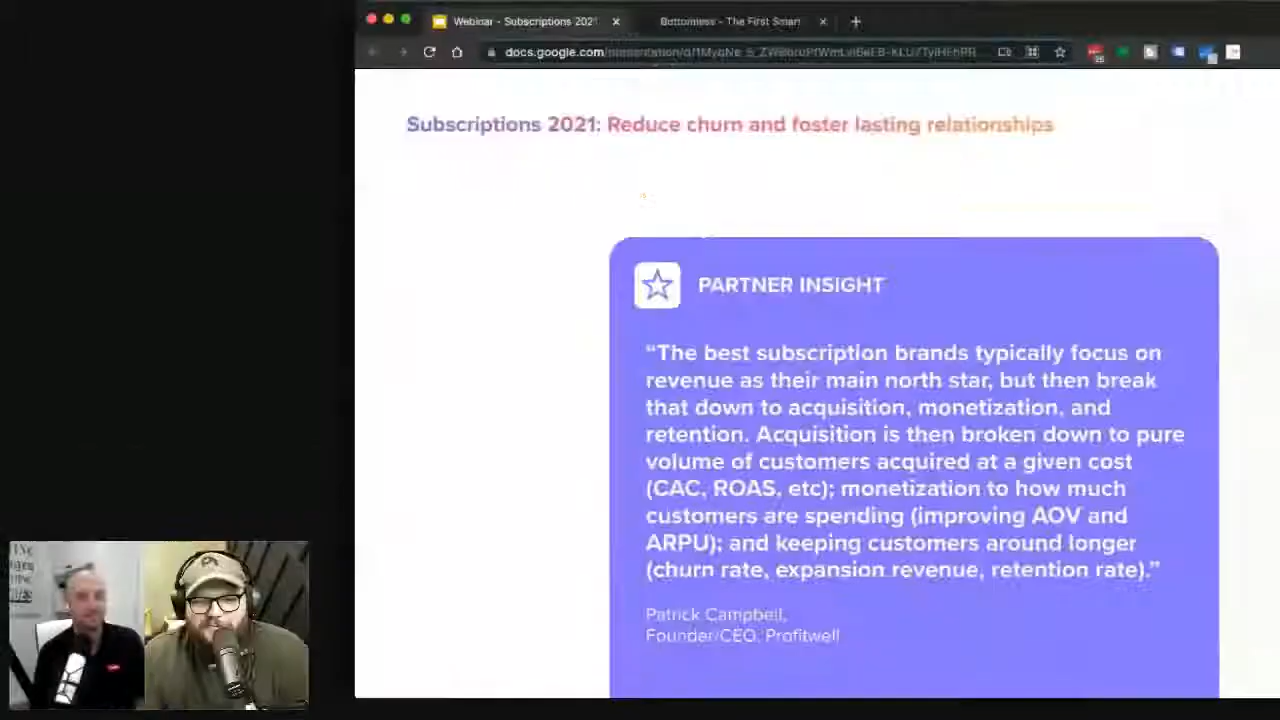 Webinar - Subscriptions 2021
Bottomless - The First Smart
docs.google.com
Subscriptions 2021: Reduce churn and foster lasting relationships
PARTNER INSIGHT
“The best subscription brands typically focus on
revenue as their main north star, but then break
that down to acquisition, monetization, and
retention. Acquisition is then broken down to pure
volume of customers acquired at a given cost
(CAC, ROAS, etc); monetization to how much
customers are spending (improving AOV and
ARPU); and keeping customers around longer
(churn rate, expansion revenue, retention rate).”
Patrick Campbell,
Founder/CEO, Profitwell